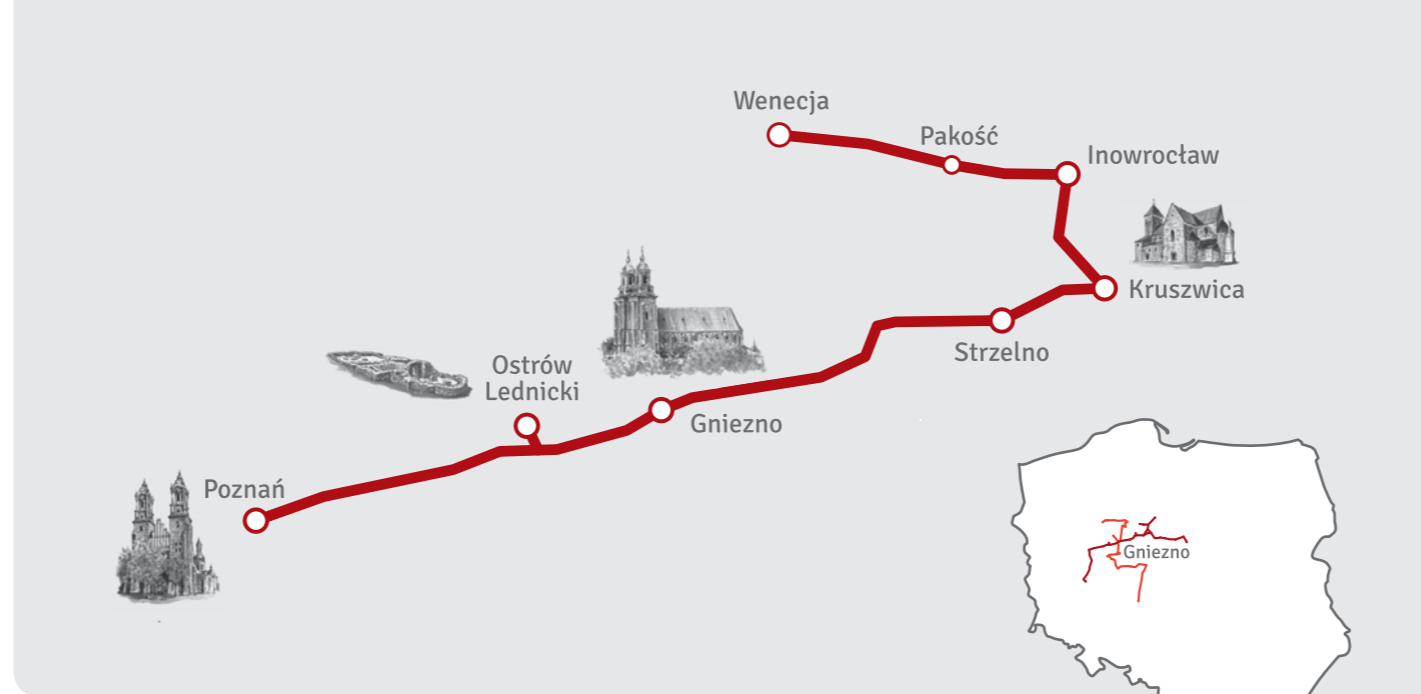 Wenecja
Pakość
Inowrocław
Kruszwica
Strzelno
Ostrów
Lednicki
Gniezno
Poznań
Gniezno